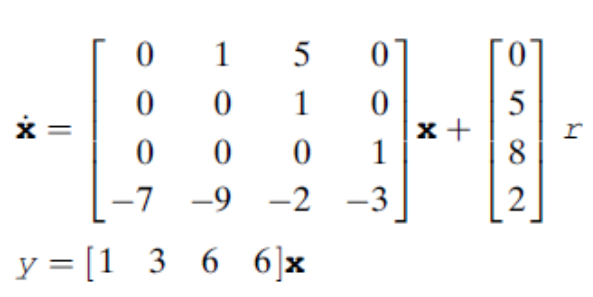 ẋ = [ 0 1 5 0 ; 0 0 1 0 ; 0 0 0 1 ; −7 −9 −2 −3 ] x + [ 0 ; 5 ; 8 ; 2 ] r
y = [1 3 6 6]x